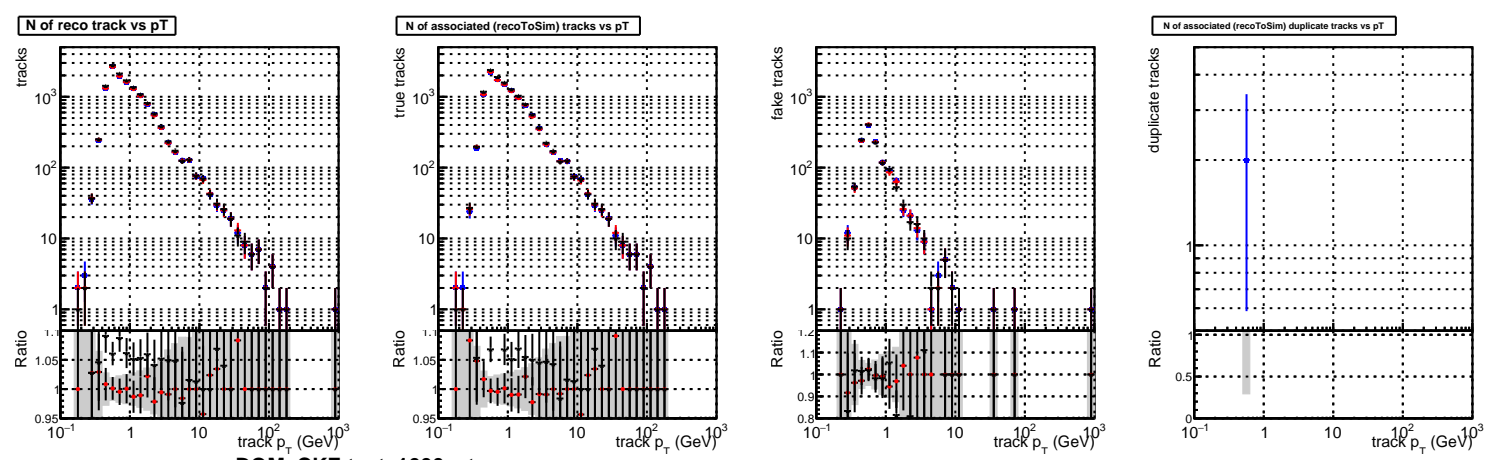 N of reco track vs pT
tracks
10³
10²
10
1
Ratio
1.1
1.05
1
0.95
10⁻¹ 1 10 10² 10³
track p_T (GeV)
N of associated (recoToSim) tracks vs pT
true tracks
10³
10²
10
1
Ratio
1.1
1.05
1
0.95
10⁻¹ 1 10 10² 10³
track p_T (GeV)
fake tracks
10³
10²
10
1
Ratio
1.2
1.1
1
0.9
0.8
10⁻¹ 1 10 10² 10³
track p_T (GeV)
N of associated (recoToSim) duplicate tracks vs pT
duplicate tracks
1
Ratio
1
0.5
0
10⁻¹ 1 10 10² 10³
track p_T (GeV)